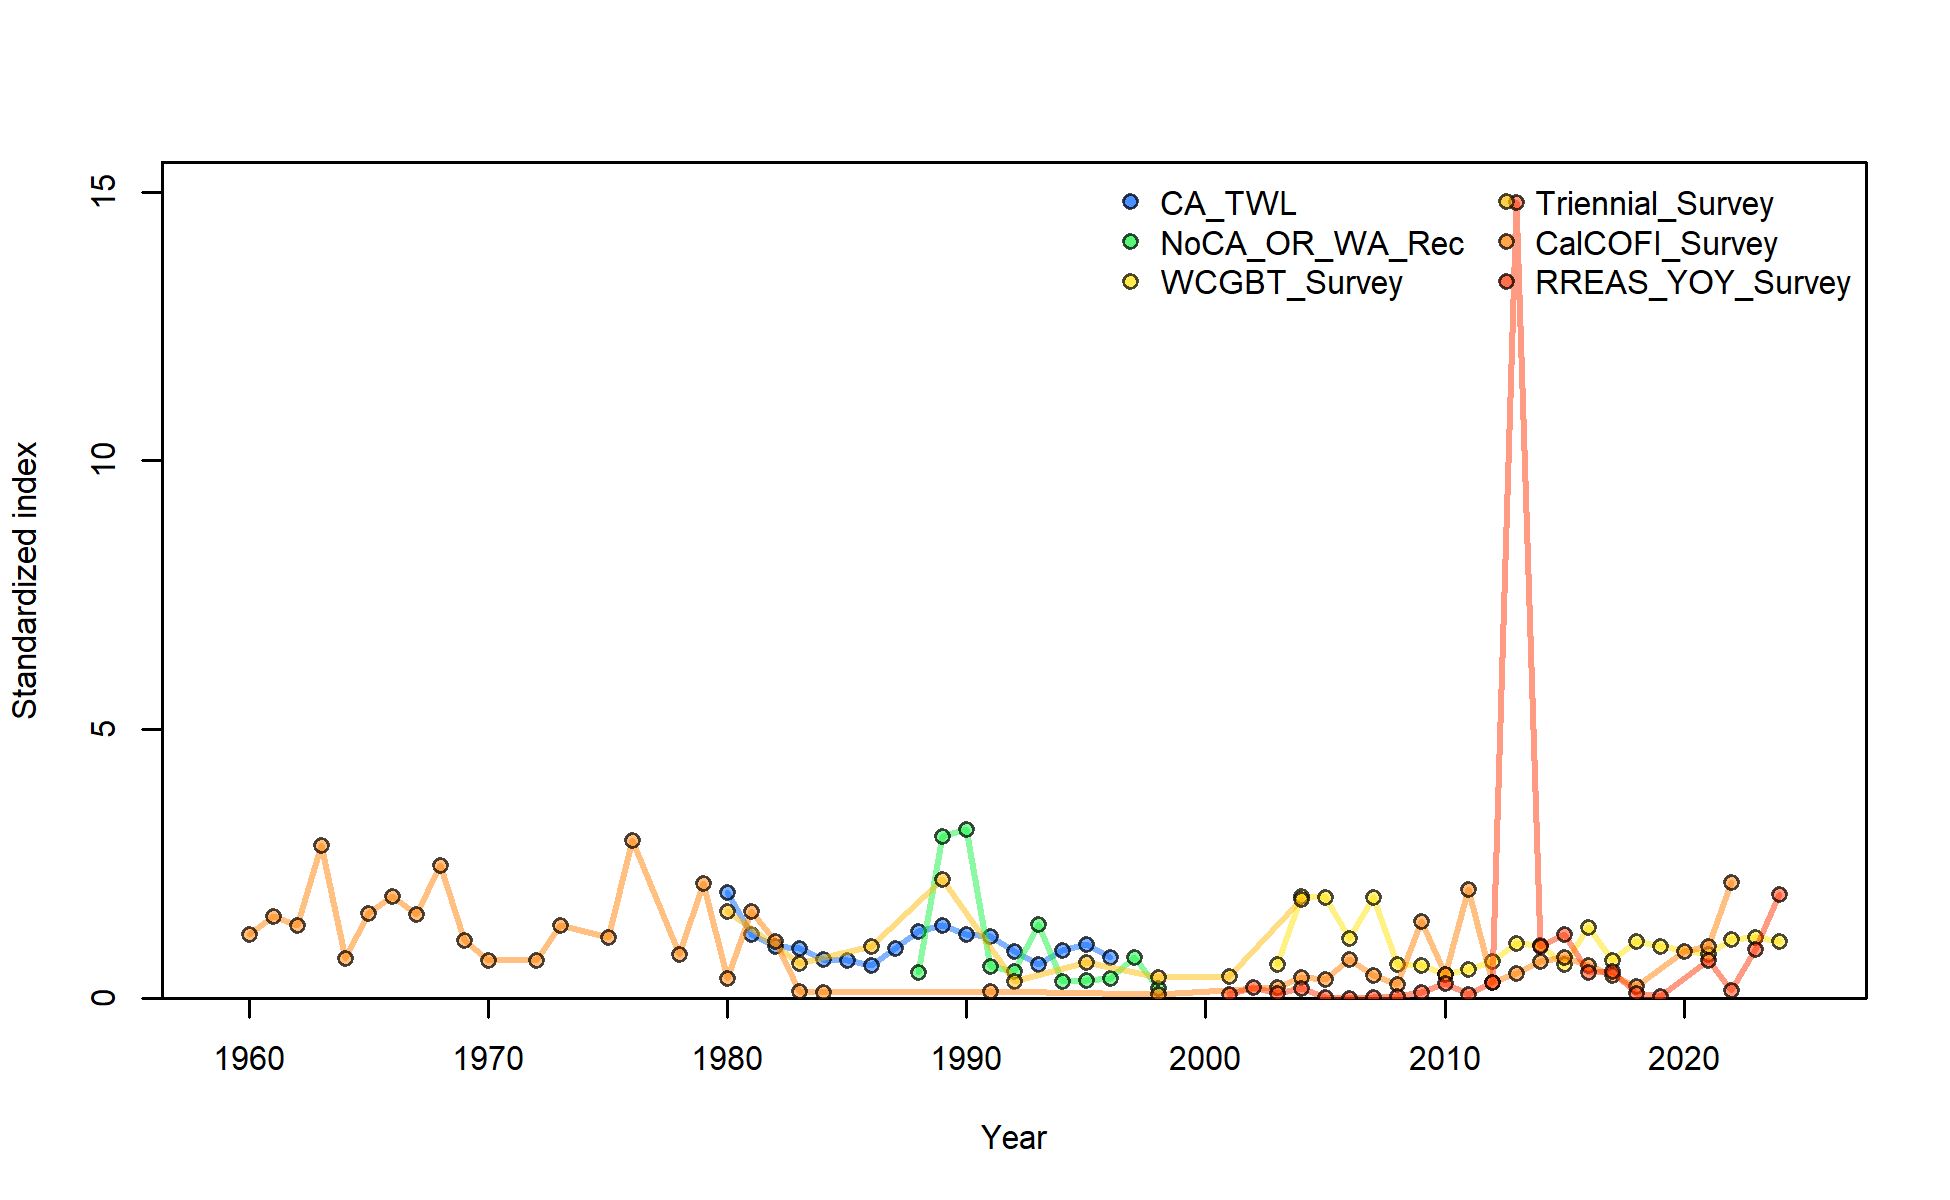 CA_TWL
NoCA_OR_WA_Rec
WCGBT_Survey
Triennial_Survey
CalCOFI_Survey
RREAS_YOY_Survey
15
10
5
0
Standardized index
1960 1970 1980 1990 2000 2010 2020
Year